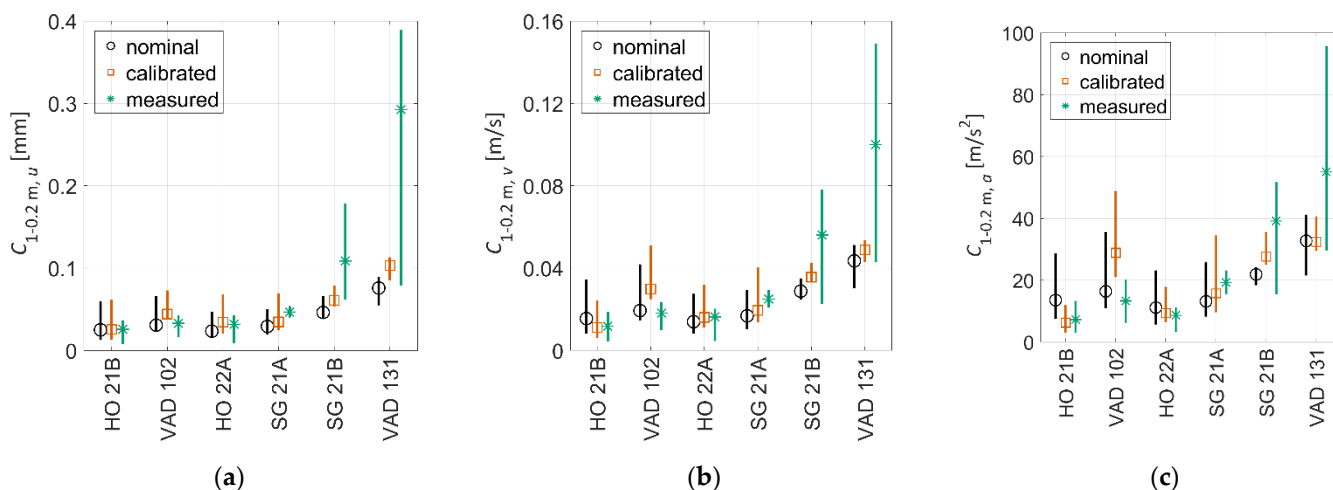 0.4
0.3
0.2
0.1
0
C1-0.2 m, u [mm]
nominal
calibrated
measured
HO 21B
VAD 102
HO 22A
SG 21A
SG 21B
VAD 131
(a)
0.16
0.12
0.08
0.04
0
C1-0.2 m, v [m/s]
nominal
calibrated
measured
HO 21B
VAD 102
HO 22A
SG 21A
SG 21B
VAD 131
(b)
100
80
60
40
20
0
C1-0.2 m, a [m/s²]
nominal
calibrated
measured
HO 21B
VAD 102
HO 22A
SG 21A
SG 21B
VAD 131
(c)